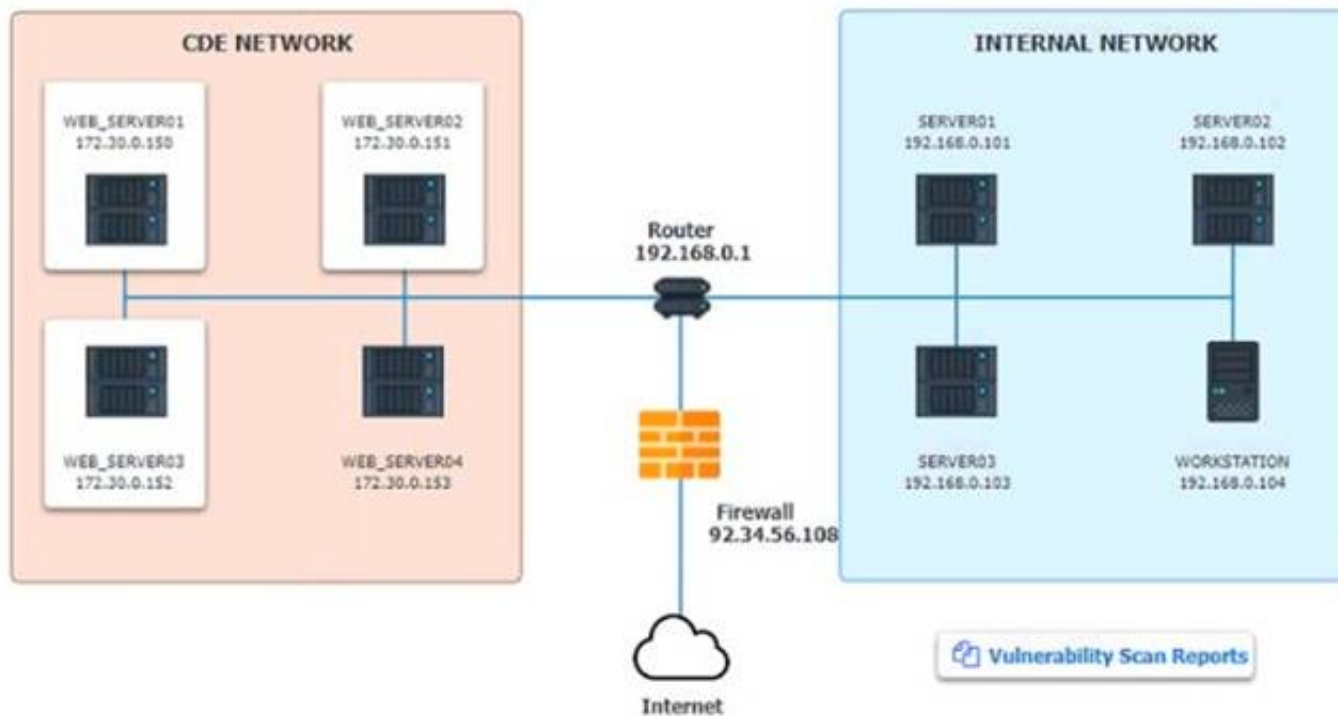 CDE NETWORK
WEB_SERVER01
172.30.0.150
WEB_SERVER02
172.30.0.151
WEB_SERVER03
172.30.0.152
WEB_SERVER04
172.30.0.153
Router
192.168.0.1
Firewall
92.34.56.108
Internet
INTERNAL NETWORK
SERVER01
192.168.0.101
SERVER02
192.168.0.102
SERVER03
192.168.0.103
WORKSTATION
192.168.0.104
Vulnerability Scan Reports